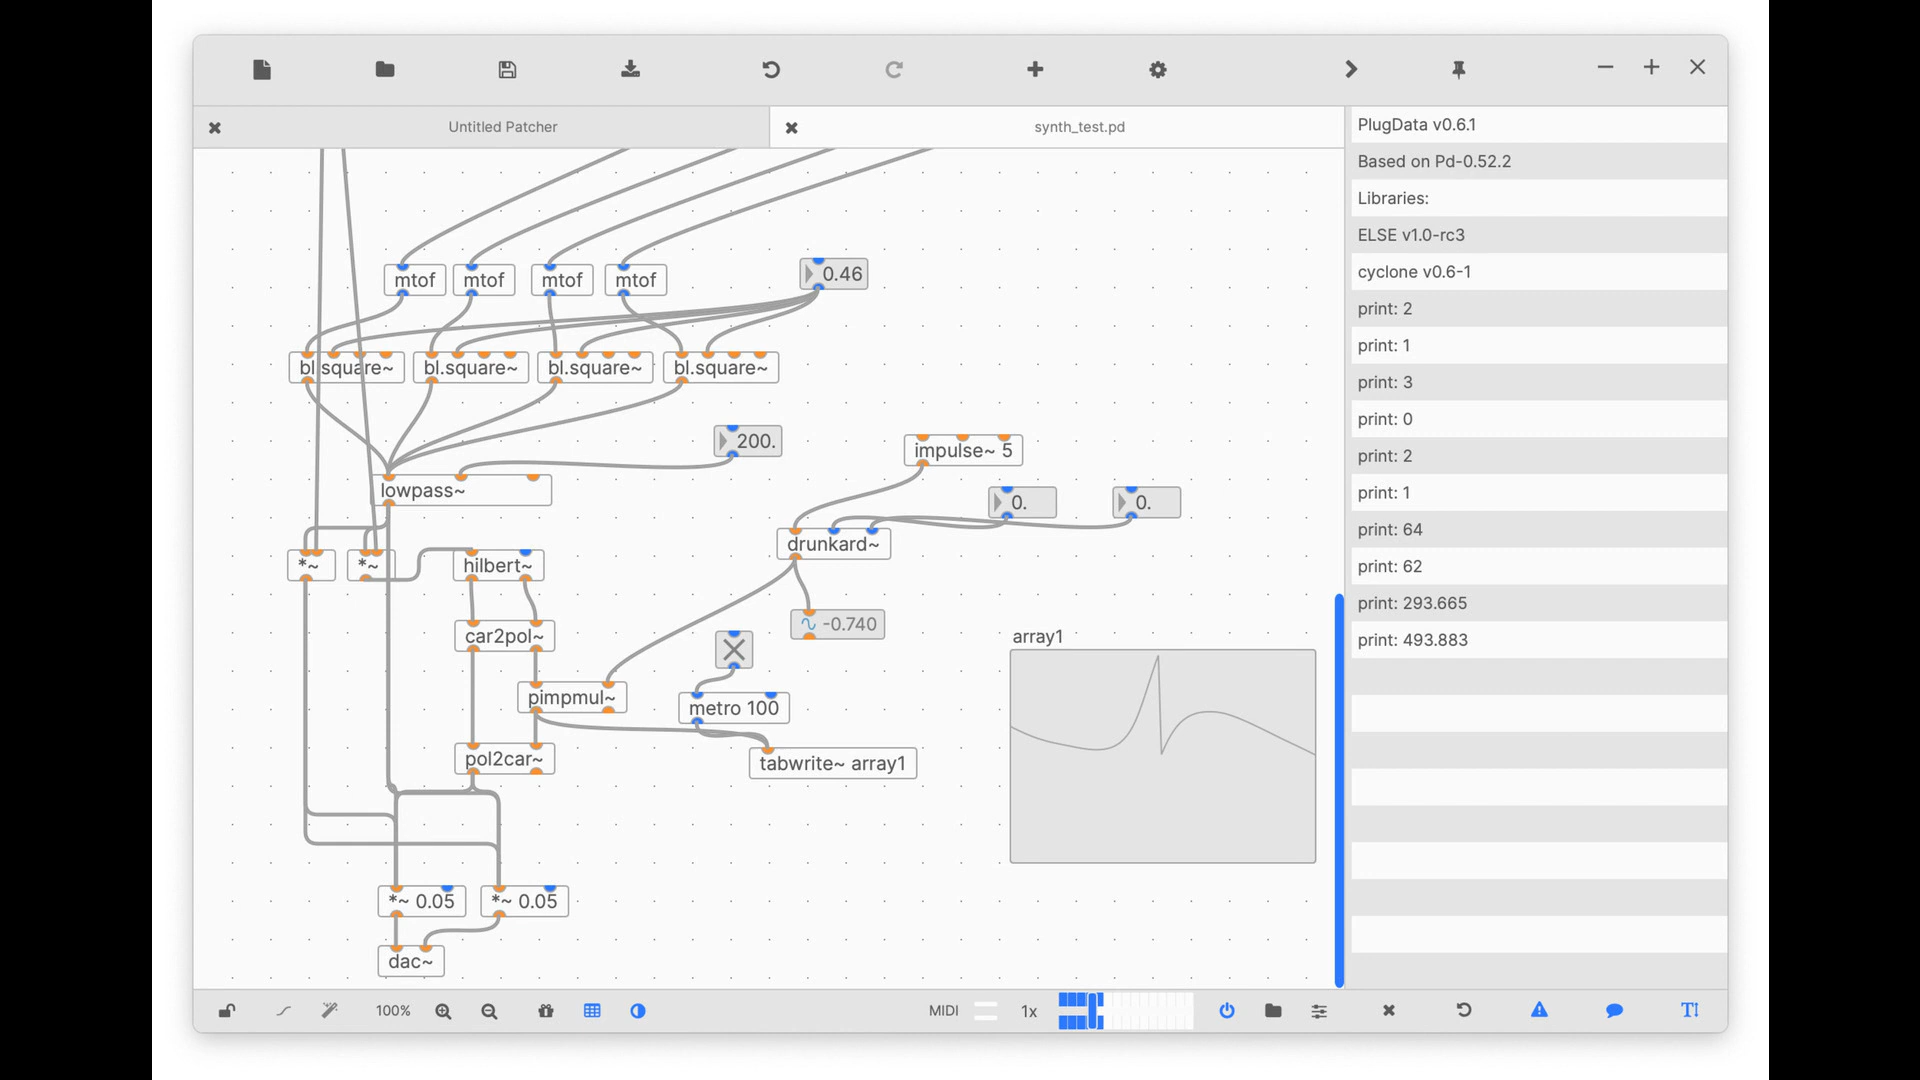 Untitled Patcher
synth_test.pd
PlugData v0.6.1
Based on Pd-0.52.2
Libraries:
ELSE v1.0-rc3
cyclone v0.6-1
print: 2
print: 1
print: 3
print: 0
print: 2
print: 1
print: 64
print: 62
print: 293.665
print: 493.883
mtof
mtof
mtof
mtof
0.46
bl.square~
bl.square~
bl.square~
bl.square~
200.
impulse~ 5
lowpass~
0.
0.
drunkard~
*~
*~
hilbert~
-0.740
car2pol~
array1
pimpmul~
metro 100
pol2car~
tabwrite~ array1
*~ 0.05
*~ 0.05
dac~
100%
MIDI
1x